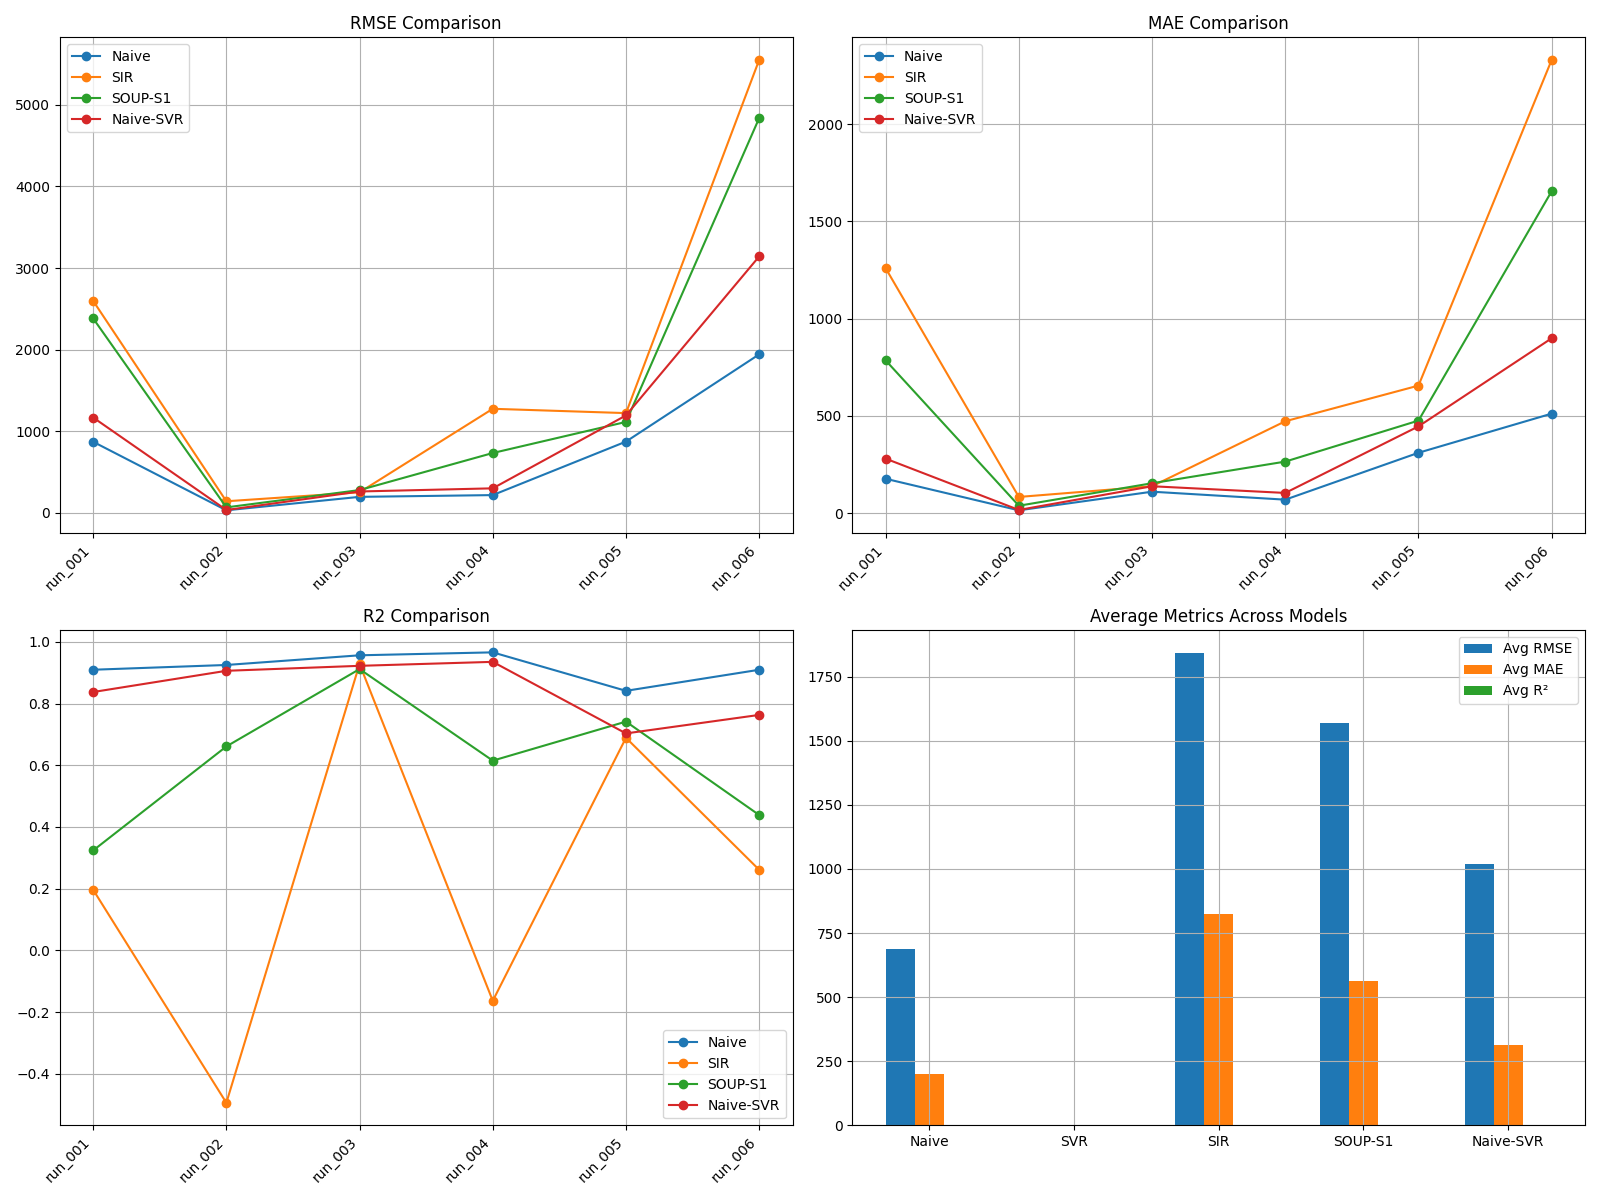 RMSE Comparison
Naive
SIR
SOUP-S1
Naive-SVR
5000
4000
3000
2000
1000
0
run_001
run_002
run_003
run_004
run_005
run_006
MAE Comparison
Naive
SIR
SOUP-S1
Naive-SVR
2000
1500
1000
500
0
run_001
run_002
run_003
run_004
run_005
run_006
R2 Comparison
1.0
0.8
0.6
0.4
0.2
0.0
−0.2
−0.4
Naive
SIR
SOUP-S1
Naive-SVR
run_001
run_002
run_003
run_004
run_005
run_006
Average Metrics Across Models
Avg RMSE
Avg MAE
Avg R²
1750
1500
1250
1000
750
500
250
0
Naive
SVR
SIR
SOUP-S1
Naive-SVR